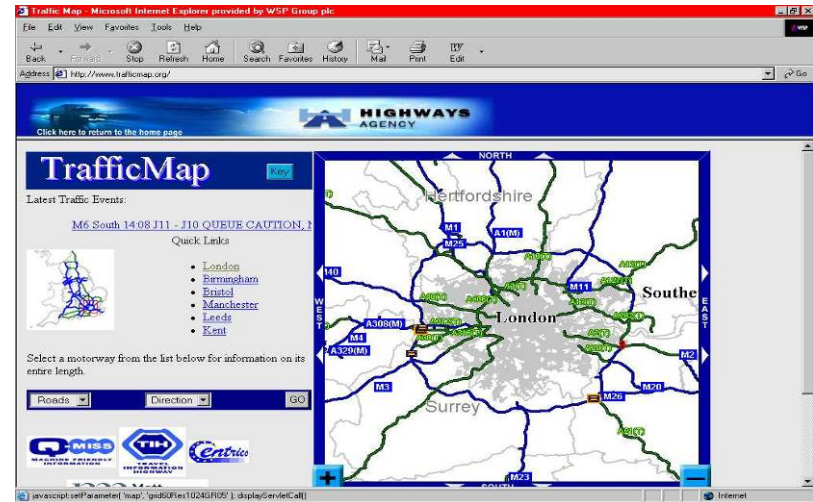 Traffic Map - Microsoft Internet Explorer provided by WSP Group plc
File Edit View Favorites Tools Help
Back Forward Stop Refresh Home Search Favorites History Mail Print Edit
Address http://www.trafficmap.org/ Go
HIGHWAYS
AGENCY
Click here to return to the home page
TrafficMap
Key
Latest Traffic Events:
M6 South 14:08 J11 - J10 QUEUE CAUTION,
Quick Links
London
Birmingham
Bristol
Manchester
Leeds
Kent
Select a motorway from the list below for information on its
entire length.
Roads Direction GO
Q-MISS
MACHINE FRIENDLY
INFORMATION
TIH
TRAVEL
INFORMATION
HIGHWAY
Centrico
NORTH
Hertfordshire
M1
A1(M)
M25
M11
M40
Southe
WEST
EAST
London
A308(M)
M4
A329(M)
M2
M3
M20
M26
Surrey
M23
SOUTH
javascript:setParameter( 'map', 'grid60Res1024GR05' ); displayServletCall()
Internet